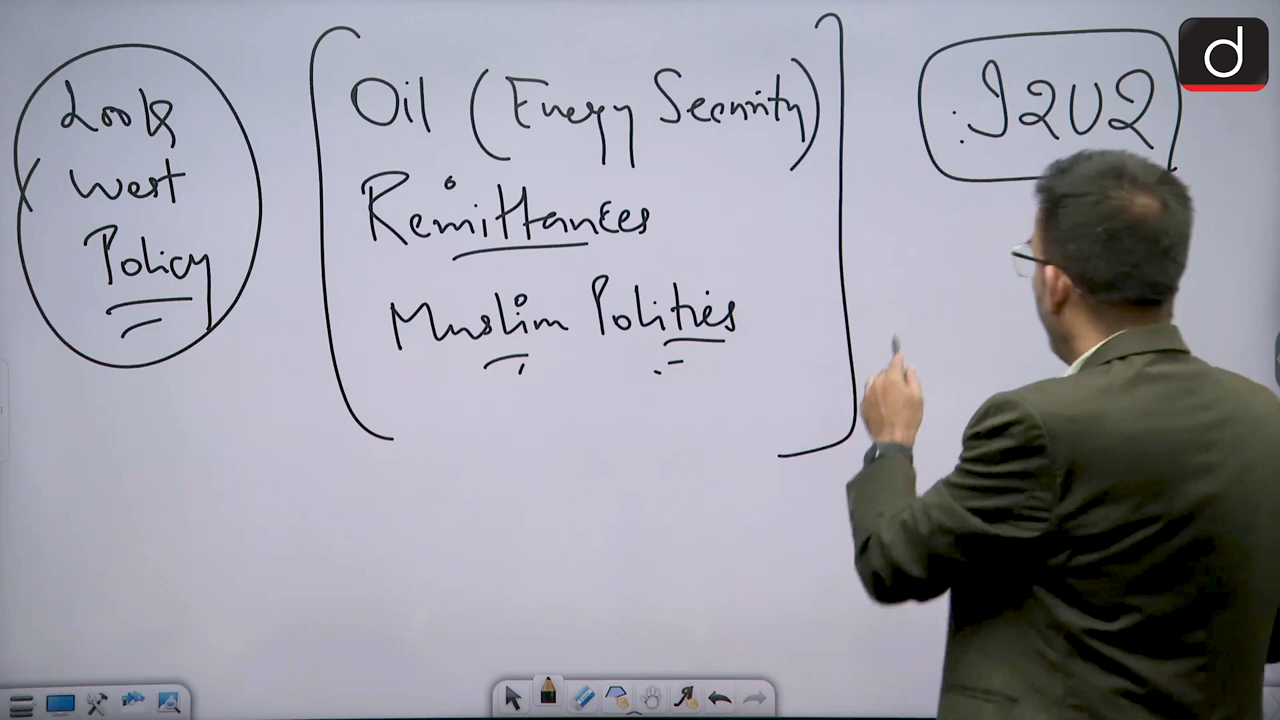 Look
West
Policy
Oil (Energy Security)
Remittances
Muslim Polities
I2U2
d